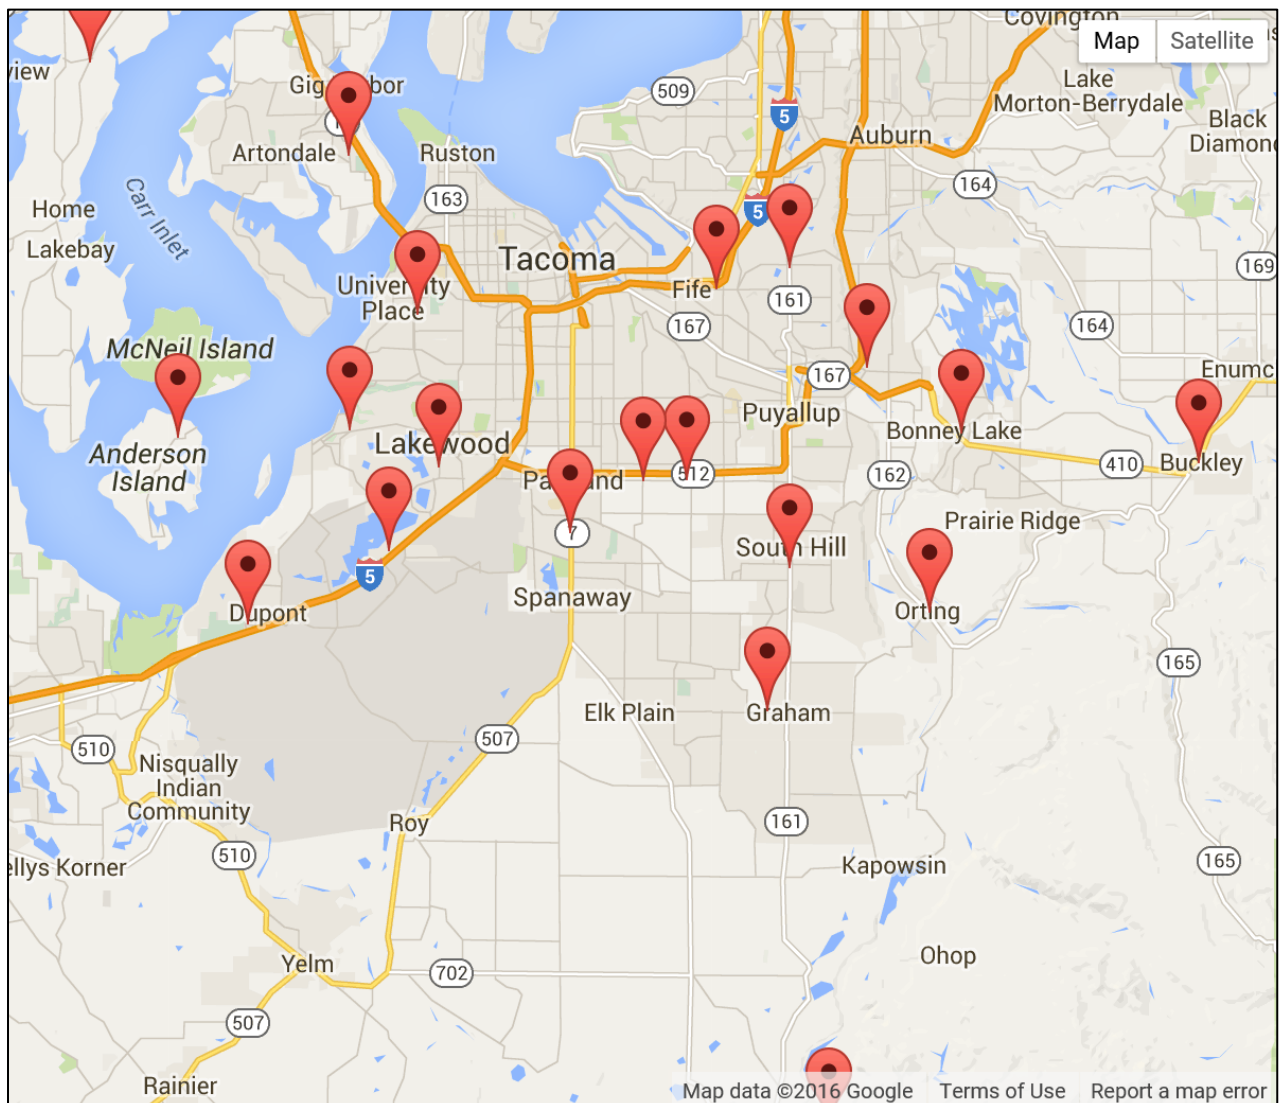 Covington
Map
Satellite
view
Gig Harbor
509
5
Lake
Morton-Berrydale
Black
Diamond
Auburn
Artondale
Ruston
163
164
Home
Carr Inlet
5
Lakebay
Tacoma
169
University
Place
Fife
161
167
164
McNeil Island
167
Enumc
Puyallup
Lakewood
Bonney Lake
Anderson
Island
410
Buckley
Parkland
512
162
7
Prairie Ridge
South Hill
5
Spanaway
Dupont
Orting
165
Elk Plain
Graham
510
507
Nisqually
Indian
Community
Roy
161
510
ellys Korner
Kapowsin
165
Yelm
702
Ohop
507
Rainier
Map data ©2016 Google
Terms of Use
Report a map error